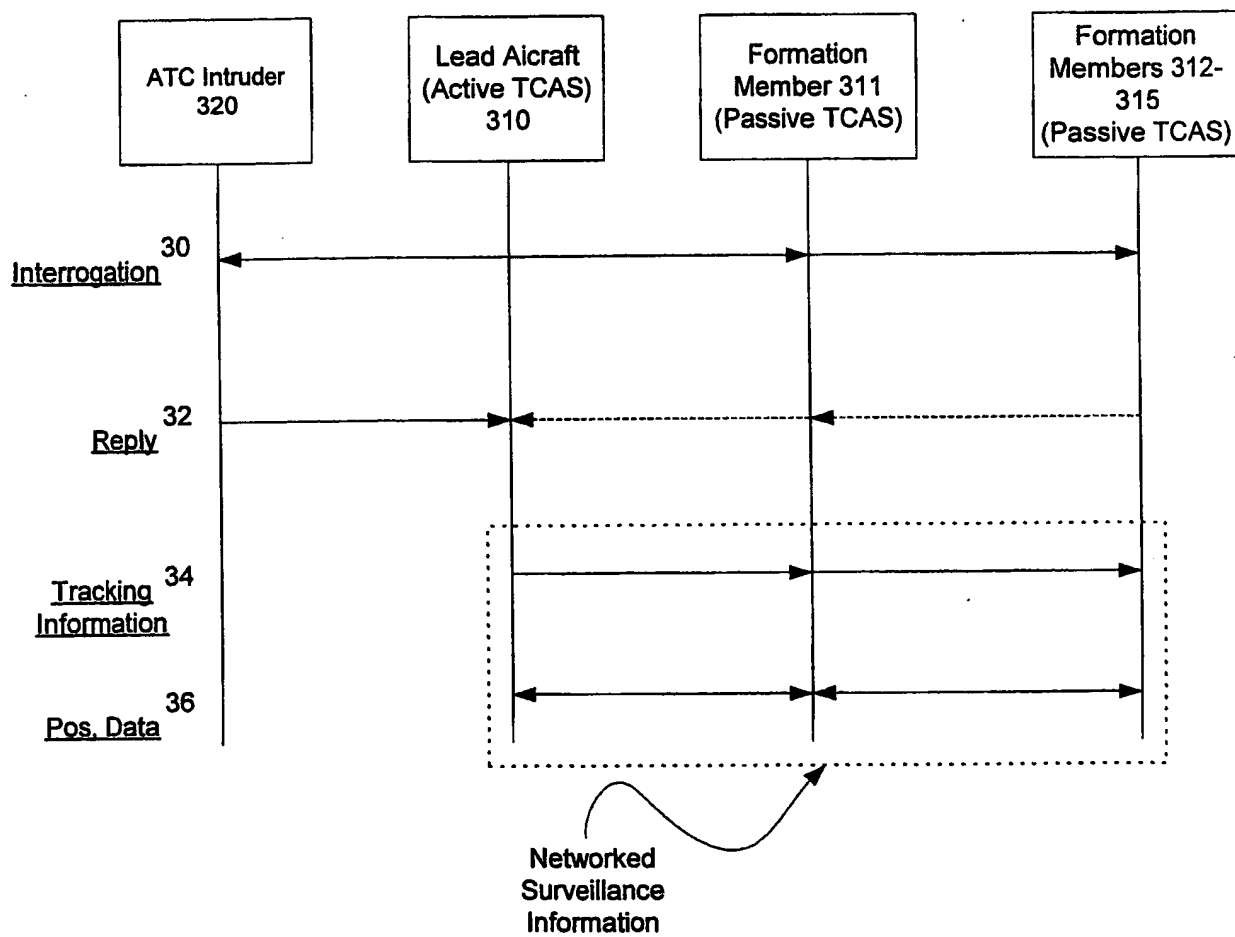 ATC Intruder
320
Lead Aicraft
(Active TCAS)
310
Formation
Member 311
(Passive TCAS)
Formation
Members 312-
315
(Passive TCAS)
30
Interrogation
32
Reply
34
Tracking
Information
36
Pos, Data
Networked
Surveillance
Information